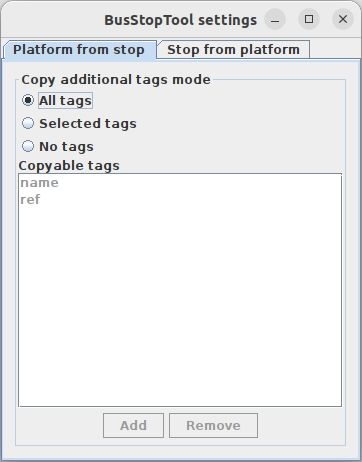 BusStopTool settings
Platform from stop
Stop from platform
Copy additional tags mode
All tags
Selected tags
No tags
Copyable tags
name
ref
Add
Remove